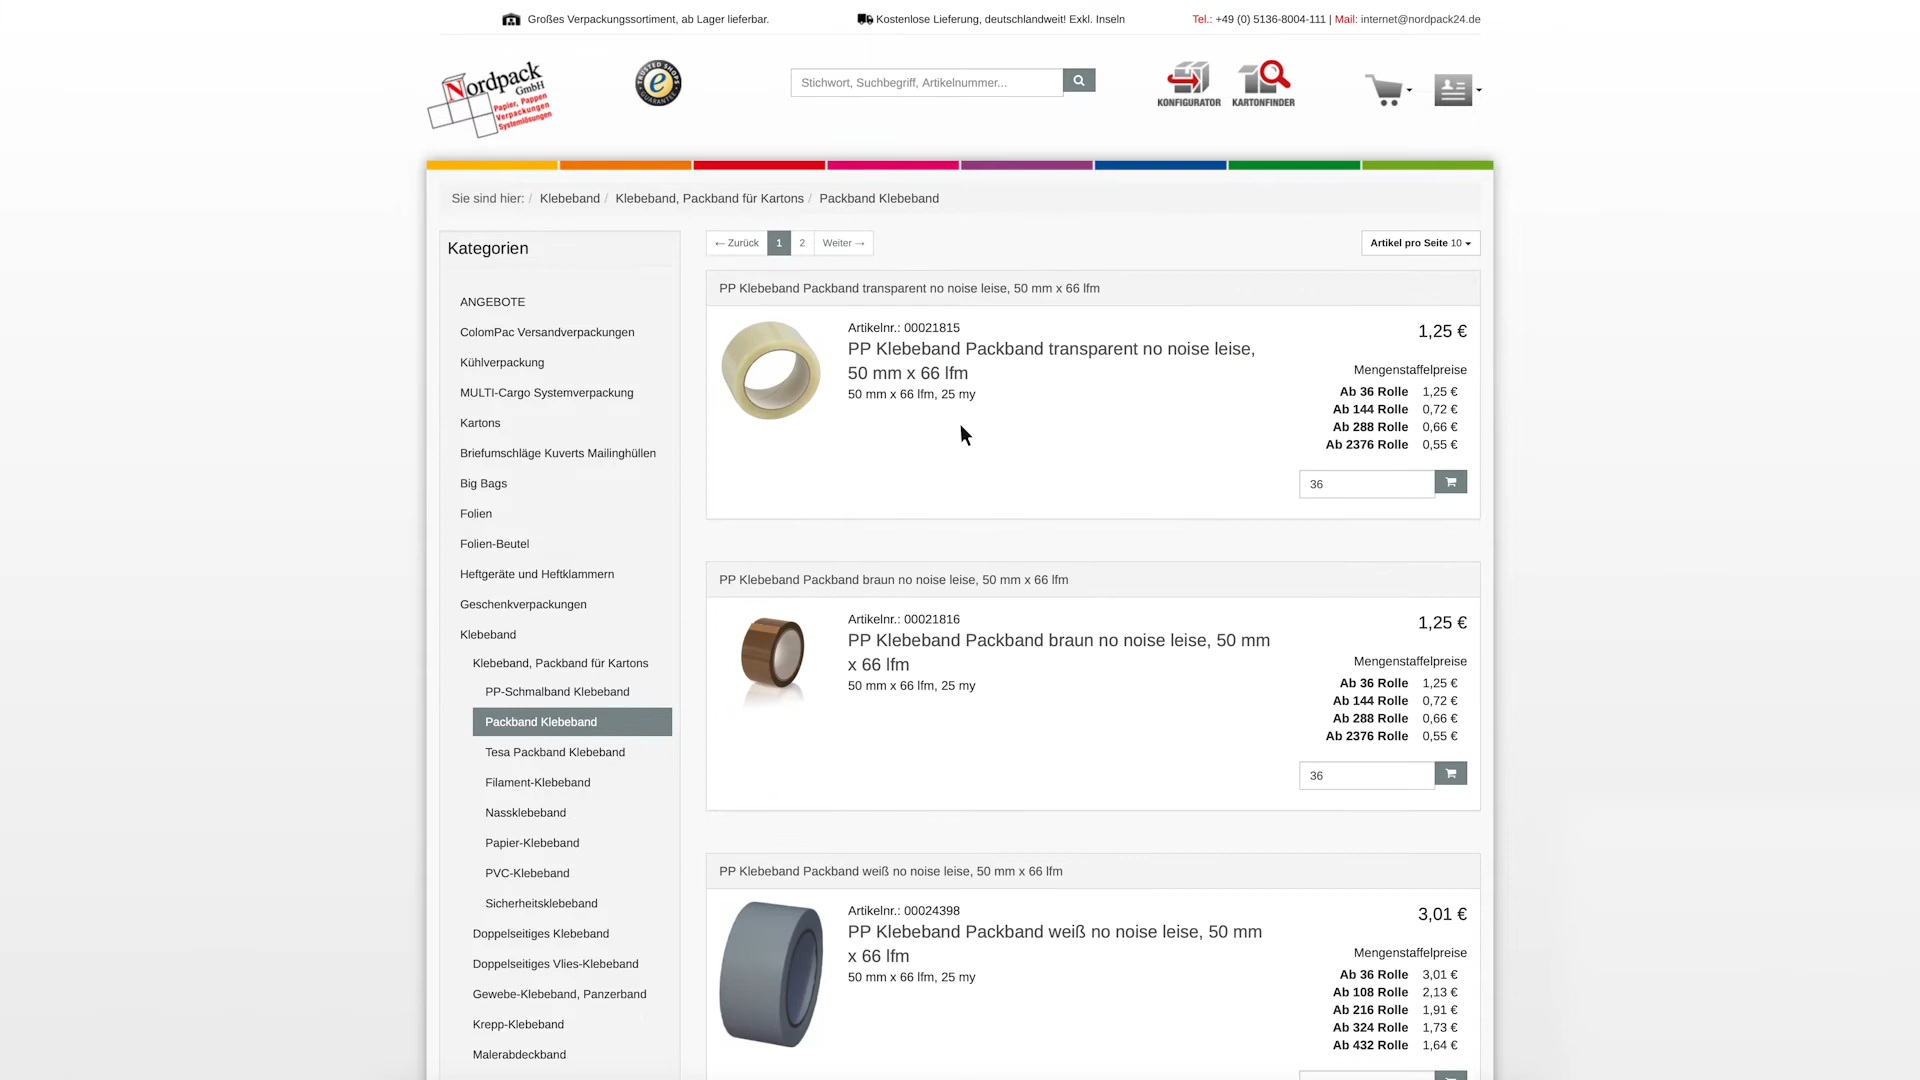 Großes Verpackungssortiment, ab Lager lieferbar.
Kostenlose Lieferung, deutschlandweit! Exkl. Inseln
Tel.: +49 (0) 5136-8004-111 | Mail: internet@nordpack24.de
Nordpack
GmbH
Papier, Pappen
Verpackungen
Systemlösungen
TRUSTED SHOPS
GUARANTEE
Stichwort, Suchbegriff, Artikelnummer...
KONFIGURATOR
KARTONFINDER
Sie sind hier: / Klebeband / Klebeband, Packband für Kartons / Packband Klebeband
Kategorien
ANGEBOTE
ColomPac Versandverpackungen
Kühlverpackung
MULTI-Cargo Systemverpackung
Kartons
Briefumschläge Kuverts Mailinghüllen
Big Bags
Folien
Folien-Beutel
Heftgeräte und Heftklammern
Geschenkverpackungen
Klebeband
Klebeband, Packband für Kartons
PP-Schmalband Klebeband
Packband Klebeband
Tesa Packband Klebeband
Filament-Klebeband
Nassklebeband
Papier-Klebeband
PVC-Klebeband
Sicherheitsklebeband
Doppelseitiges Klebeband
Doppelseitiges Vlies-Klebeband
Gewebe-Klebeband, Panzerband
Krepp-Klebeband
Malerabdeckband
← Zurück 1 2 Weiter →
Artikel pro Seite 10
PP Klebeband Packband transparent no noise leise, 50 mm x 66 lfm
Artikelnr.: 00021815
PP Klebeband Packband transparent no noise leise,
50 mm x 66 lfm
50 mm x 66 lfm, 25 my
1,25 €
Mengenstaffelpreise
Ab 36 Rolle 1,25 €
Ab 144 Rolle 0,72 €
Ab 288 Rolle 0,66 €
Ab 2376 Rolle 0,55 €
36
PP Klebeband Packband braun no noise leise, 50 mm x 66 lfm
Artikelnr.: 00021816
PP Klebeband Packband braun no noise leise, 50 mm
x 66 lfm
50 mm x 66 lfm, 25 my
1,25 €
Mengenstaffelpreise
Ab 36 Rolle 1,25 €
Ab 144 Rolle 0,72 €
Ab 288 Rolle 0,66 €
Ab 2376 Rolle 0,55 €
36
PP Klebeband Packband weiß no noise leise, 50 mm x 66 lfm
Artikelnr.: 00024398
PP Klebeband Packband weiß no noise leise, 50 mm
x 66 lfm
50 mm x 66 lfm, 25 my
3,01 €
Mengenstaffelpreise
Ab 36 Rolle 3,01 €
Ab 108 Rolle 2,13 €
Ab 216 Rolle 1,91 €
Ab 324 Rolle 1,73 €
Ab 432 Rolle 1,64 €